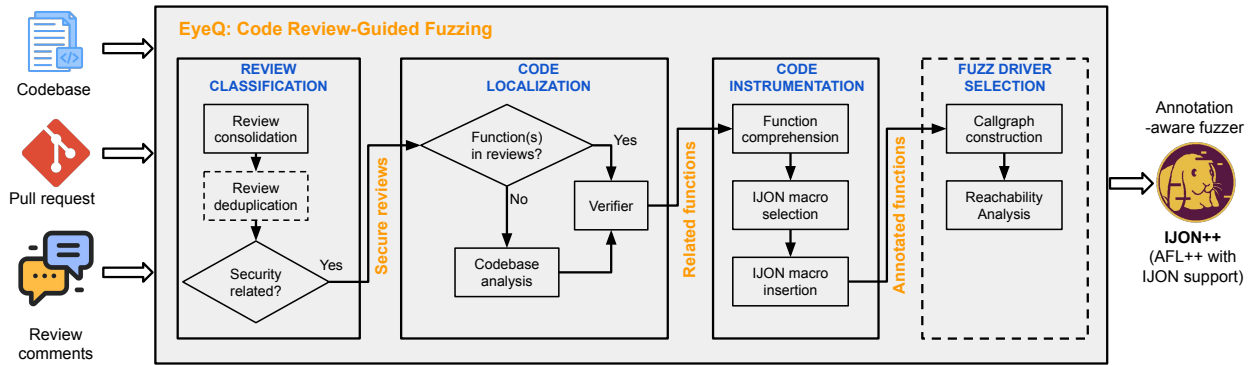 EyeQ: Code Review-Guided Fuzzing
Codebase
Pull request
Review
comments
REVIEW
CLASSIFICATION
Review
consolidation
Review
deduplication
Security
related?
Yes
Secure reviews
CODE
LOCALIZATION
Function(s)
in reviews?
Yes
No
Verifier
Codebase
analysis
Related functions
CODE
INSTRUMENTATION
Function
comprehension
IJON macro
selection
IJON macro
insertion
Annotated functions
FUZZ DRIVER
SELECTION
Callgraph
construction
Reachability
Analysis
Annotation
-aware fuzzer
IJON++
(AFL++ with
IJON support)